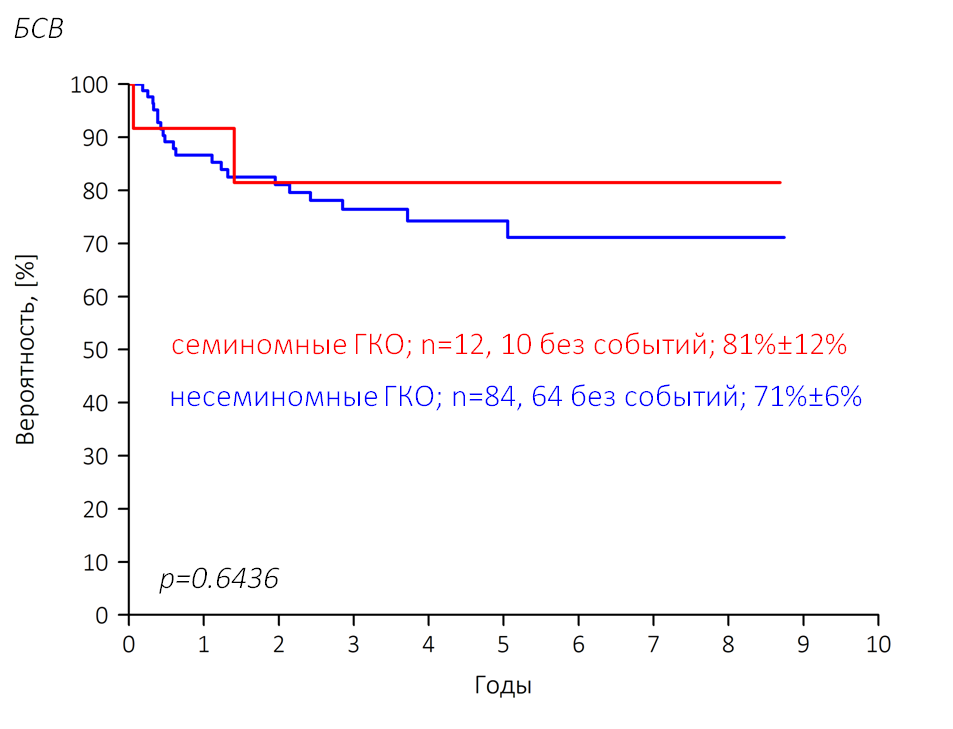 БСВ
100
90
80
70
60
50
40
30
20
10
0
Вероятность, [%]
семиномные ГКО; n=12, 10 без событий; 81%±12%
несеминомные ГКО; n=84, 64 без событий; 71%±6%
p=0.6436
0 1 2 3 4 5 6 7 8 9 10
Годы